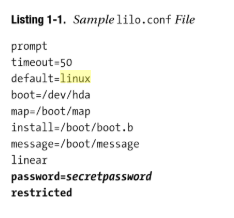 Listing 1-1. Sample lilo.conf File
prompt
timeout=50
default=linux
boot=/dev/hda
map=/boot/map
install=/boot/boot.b
message=/boot/message
linear
password=secretpassword
restricted